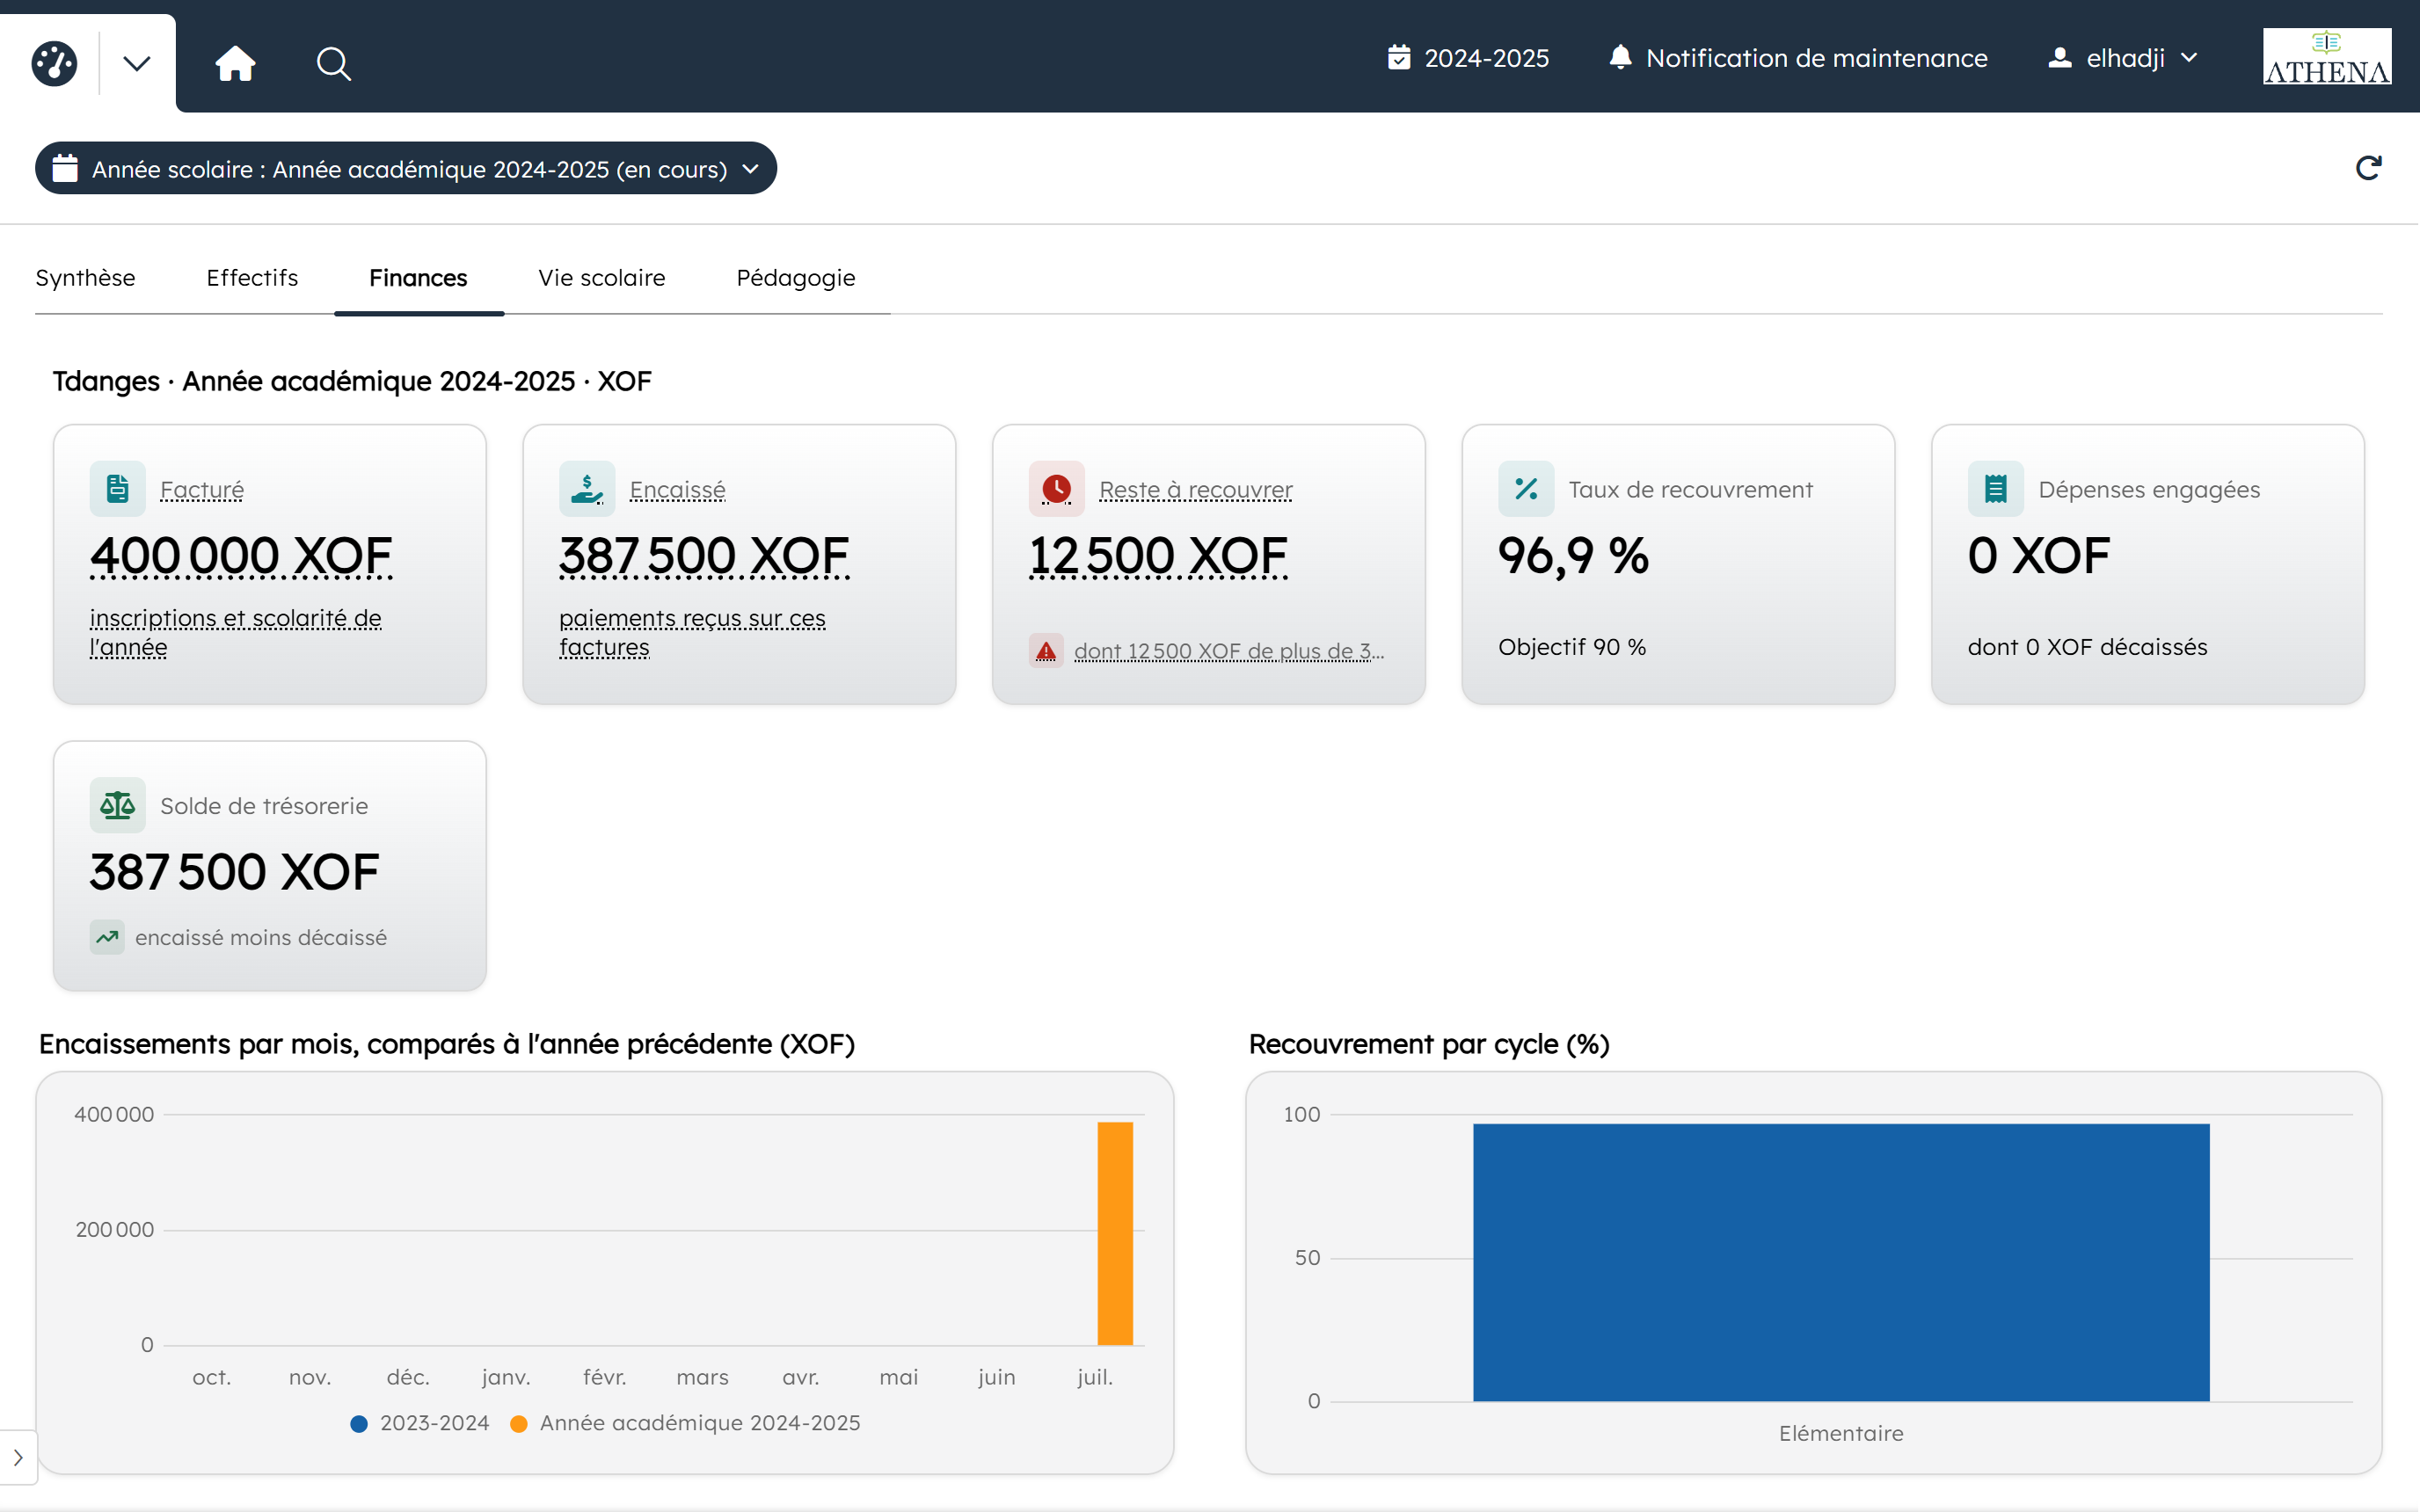 2024-2025
Notification de maintenance
elhadji
ATHENA
Année scolaire : Année académique 2024-2025 (en cours)
Synthèse
Effectifs
Finances
Vie scolaire
Pédagogie
Tdanges · Année académique 2024-2025 · XOF
Facturé
400 000 XOF
inscriptions et scolarité de
l'année
Encaissé
387 500 XOF
paiements reçus sur ces
factures
Reste à recouvrer
12 500 XOF
dont 12 500 XOF de plus de 3...
Taux de recouvrement
96,9 %
Objectif 90 %
Dépenses engagées
0 XOF
dont 0 XOF décaissés
Solde de trésorerie
387 500 XOF
encaissé moins décaissé
Encaissements par mois, comparés à l'année précédente (XOF)
400 000
200 000
0
oct.
nov.
déc.
janv.
févr.
mars
avr.
mai
juin
juil.
2023-2024
Année académique 2024-2025
Recouvrement par cycle (%)
100
50
0
Elémentaire